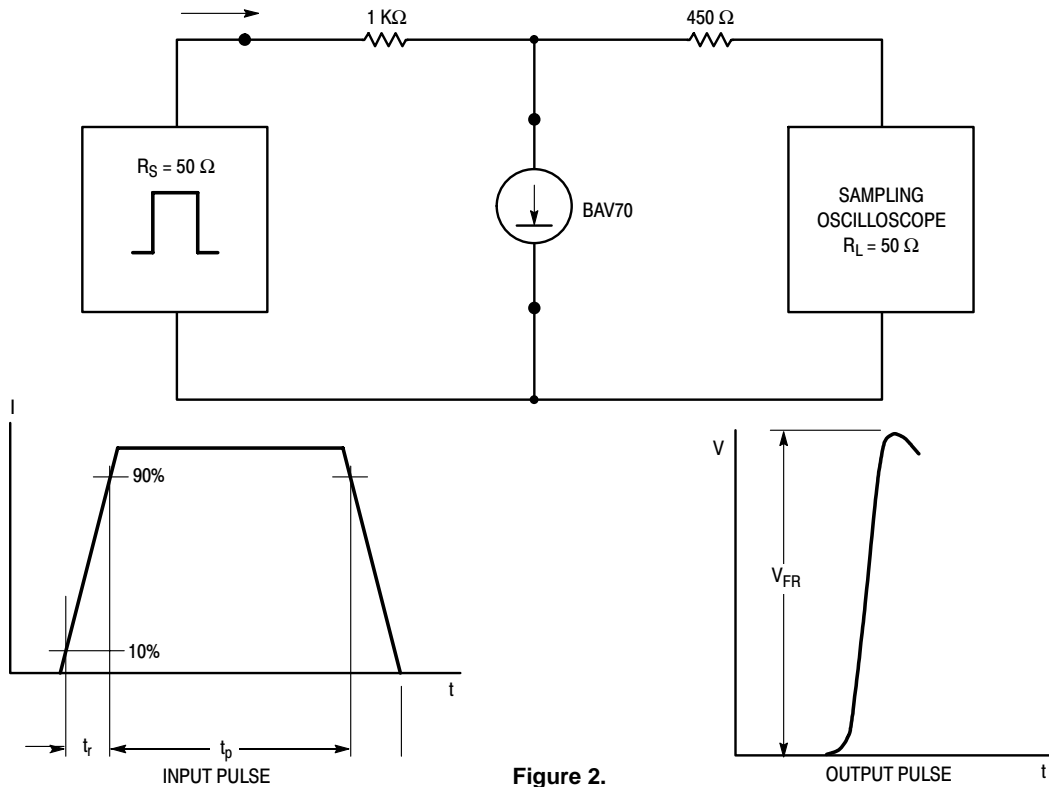 1 KΩ
450 Ω
R_S = 50 Ω
BAV70
SAMPLING
OSCILLOSCOPE
R_L = 50 Ω
I
90%
10%
t
t_r
t_p
INPUT PULSE
Figure 2.
V
V_FR
t
OUTPUT PULSE